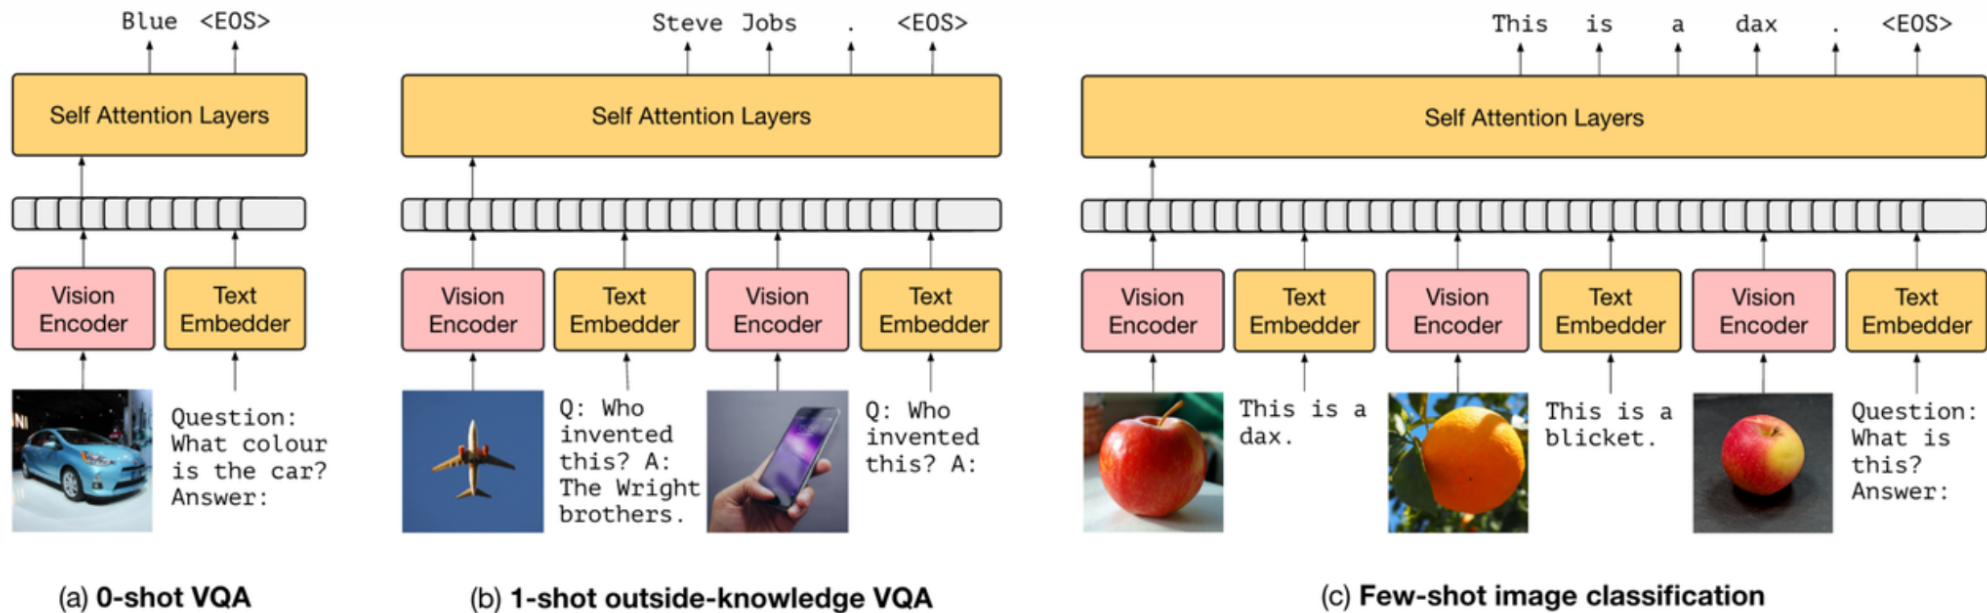 Blue <EOS>
Self Attention Layers
Vision
Encoder
Text
Embedder
Question:
What colour
is the car?
Answer:
(a) 0-shot VQA
Steve Jobs . <EOS>
Self Attention Layers
Vision
Encoder
Text
Embedder
Vision
Encoder
Text
Embedder
Q: Who
invented
this? A:
The Wright
brothers.
Q: Who
invented
this? A:
(b) 1-shot outside-knowledge VQA
This is a dax . <EOS>
Self Attention Layers
Vision
Encoder
Text
Embedder
Vision
Encoder
Text
Embedder
Vision
Encoder
Text
Embedder
This is a
dax.
This is a
blicket.
Question:
What is
this?
Answer:
(c) Few-shot image classification